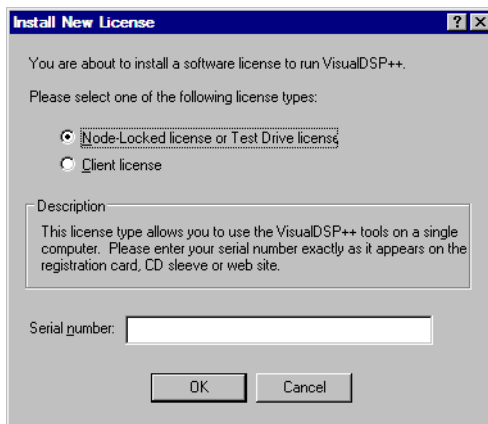 Install New License
You are about to install a software license to run VisualDSP++.
Please select one of the following license types:
Node-Locked license or Test Drive license
Client license
Description
This license type allows you to use the VisualDSP++ tools on a single
computer. Please enter your serial number exactly as it appears on the
registration card, CD sleeve or web site.
Serial number:
OK Cancel